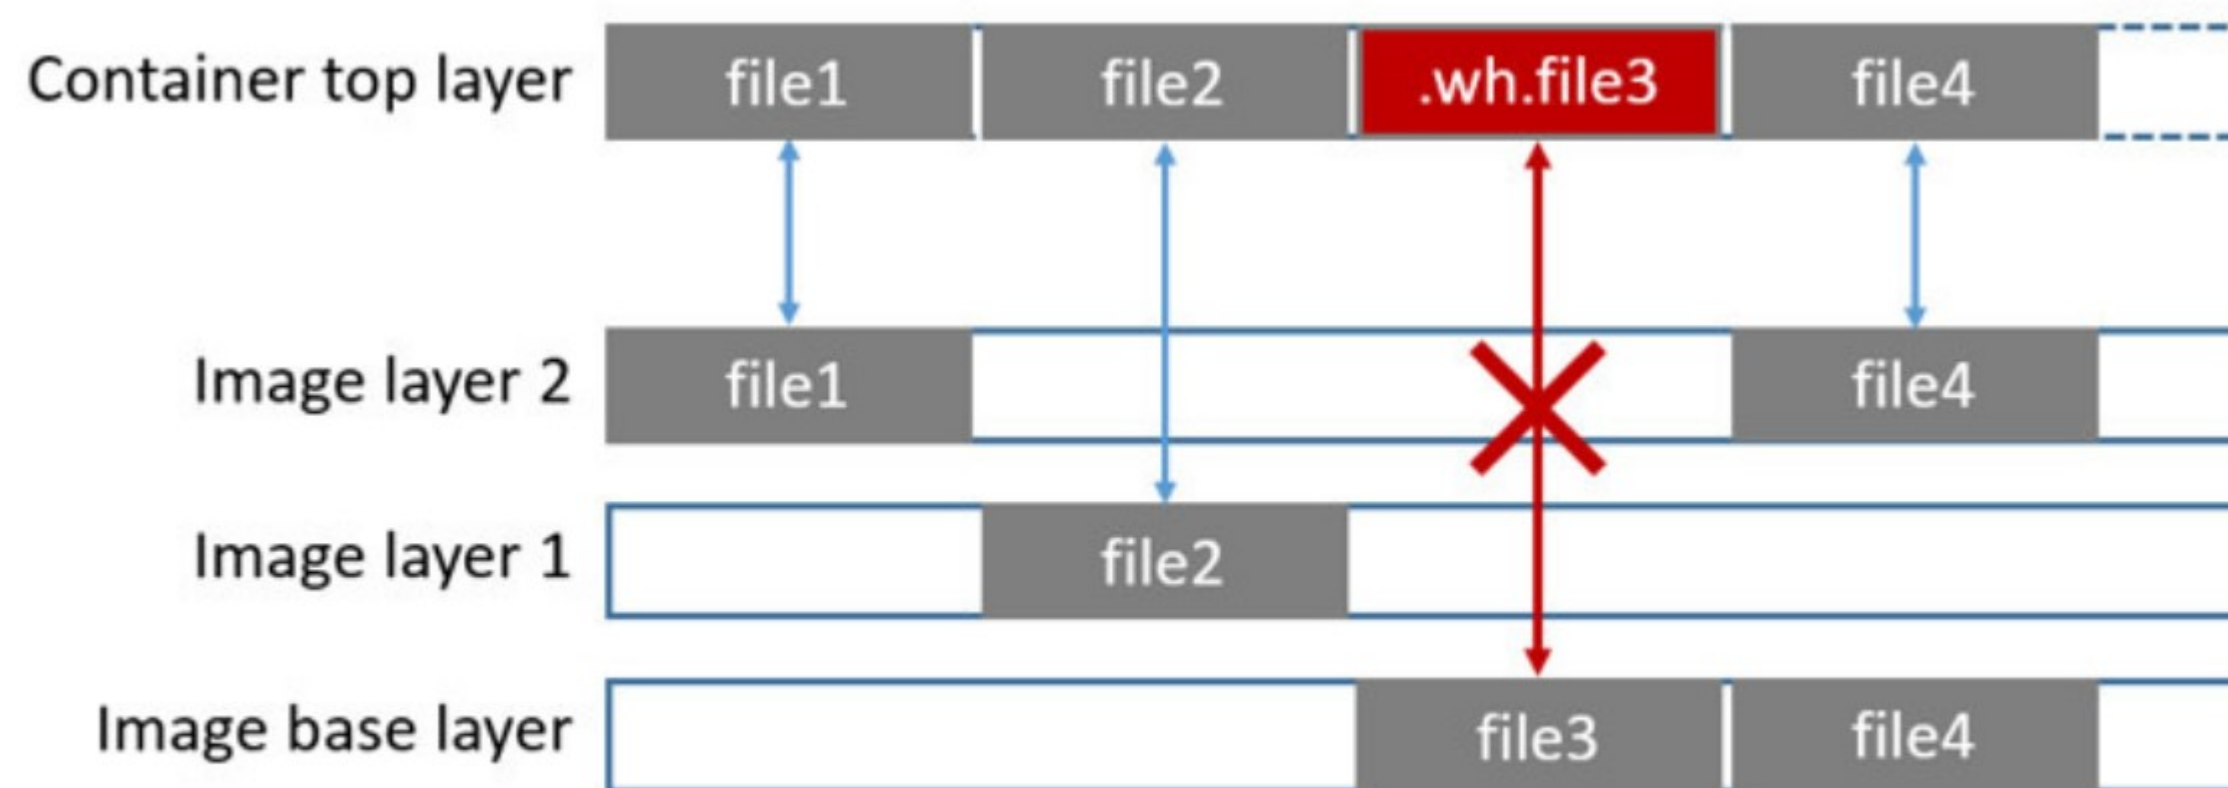 Container top layer file1 file2 .wh.file3 file4
Image layer 2 file1 file4
Image layer 1 file2
Image base layer file3 file4